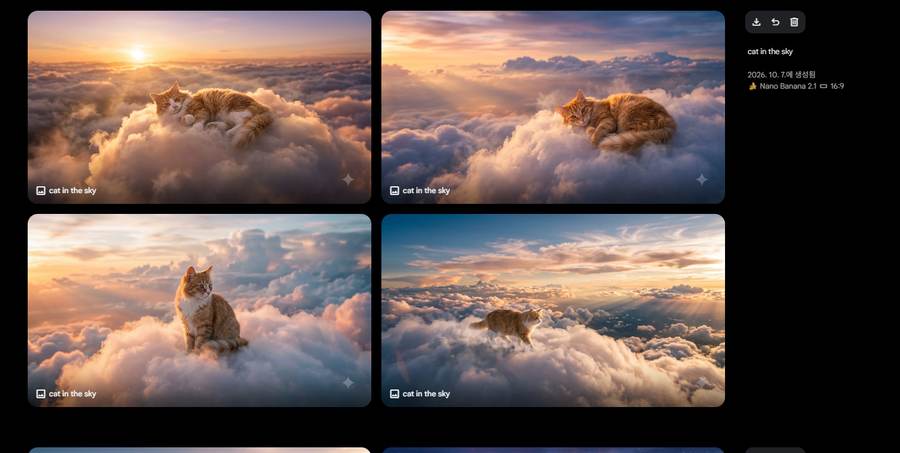 cat in the sky
cat in the sky
cat in the sky
cat in the sky
cat in the sky
2026. 10. 7.에 생성됨
Nano Banana 2.1 16:9